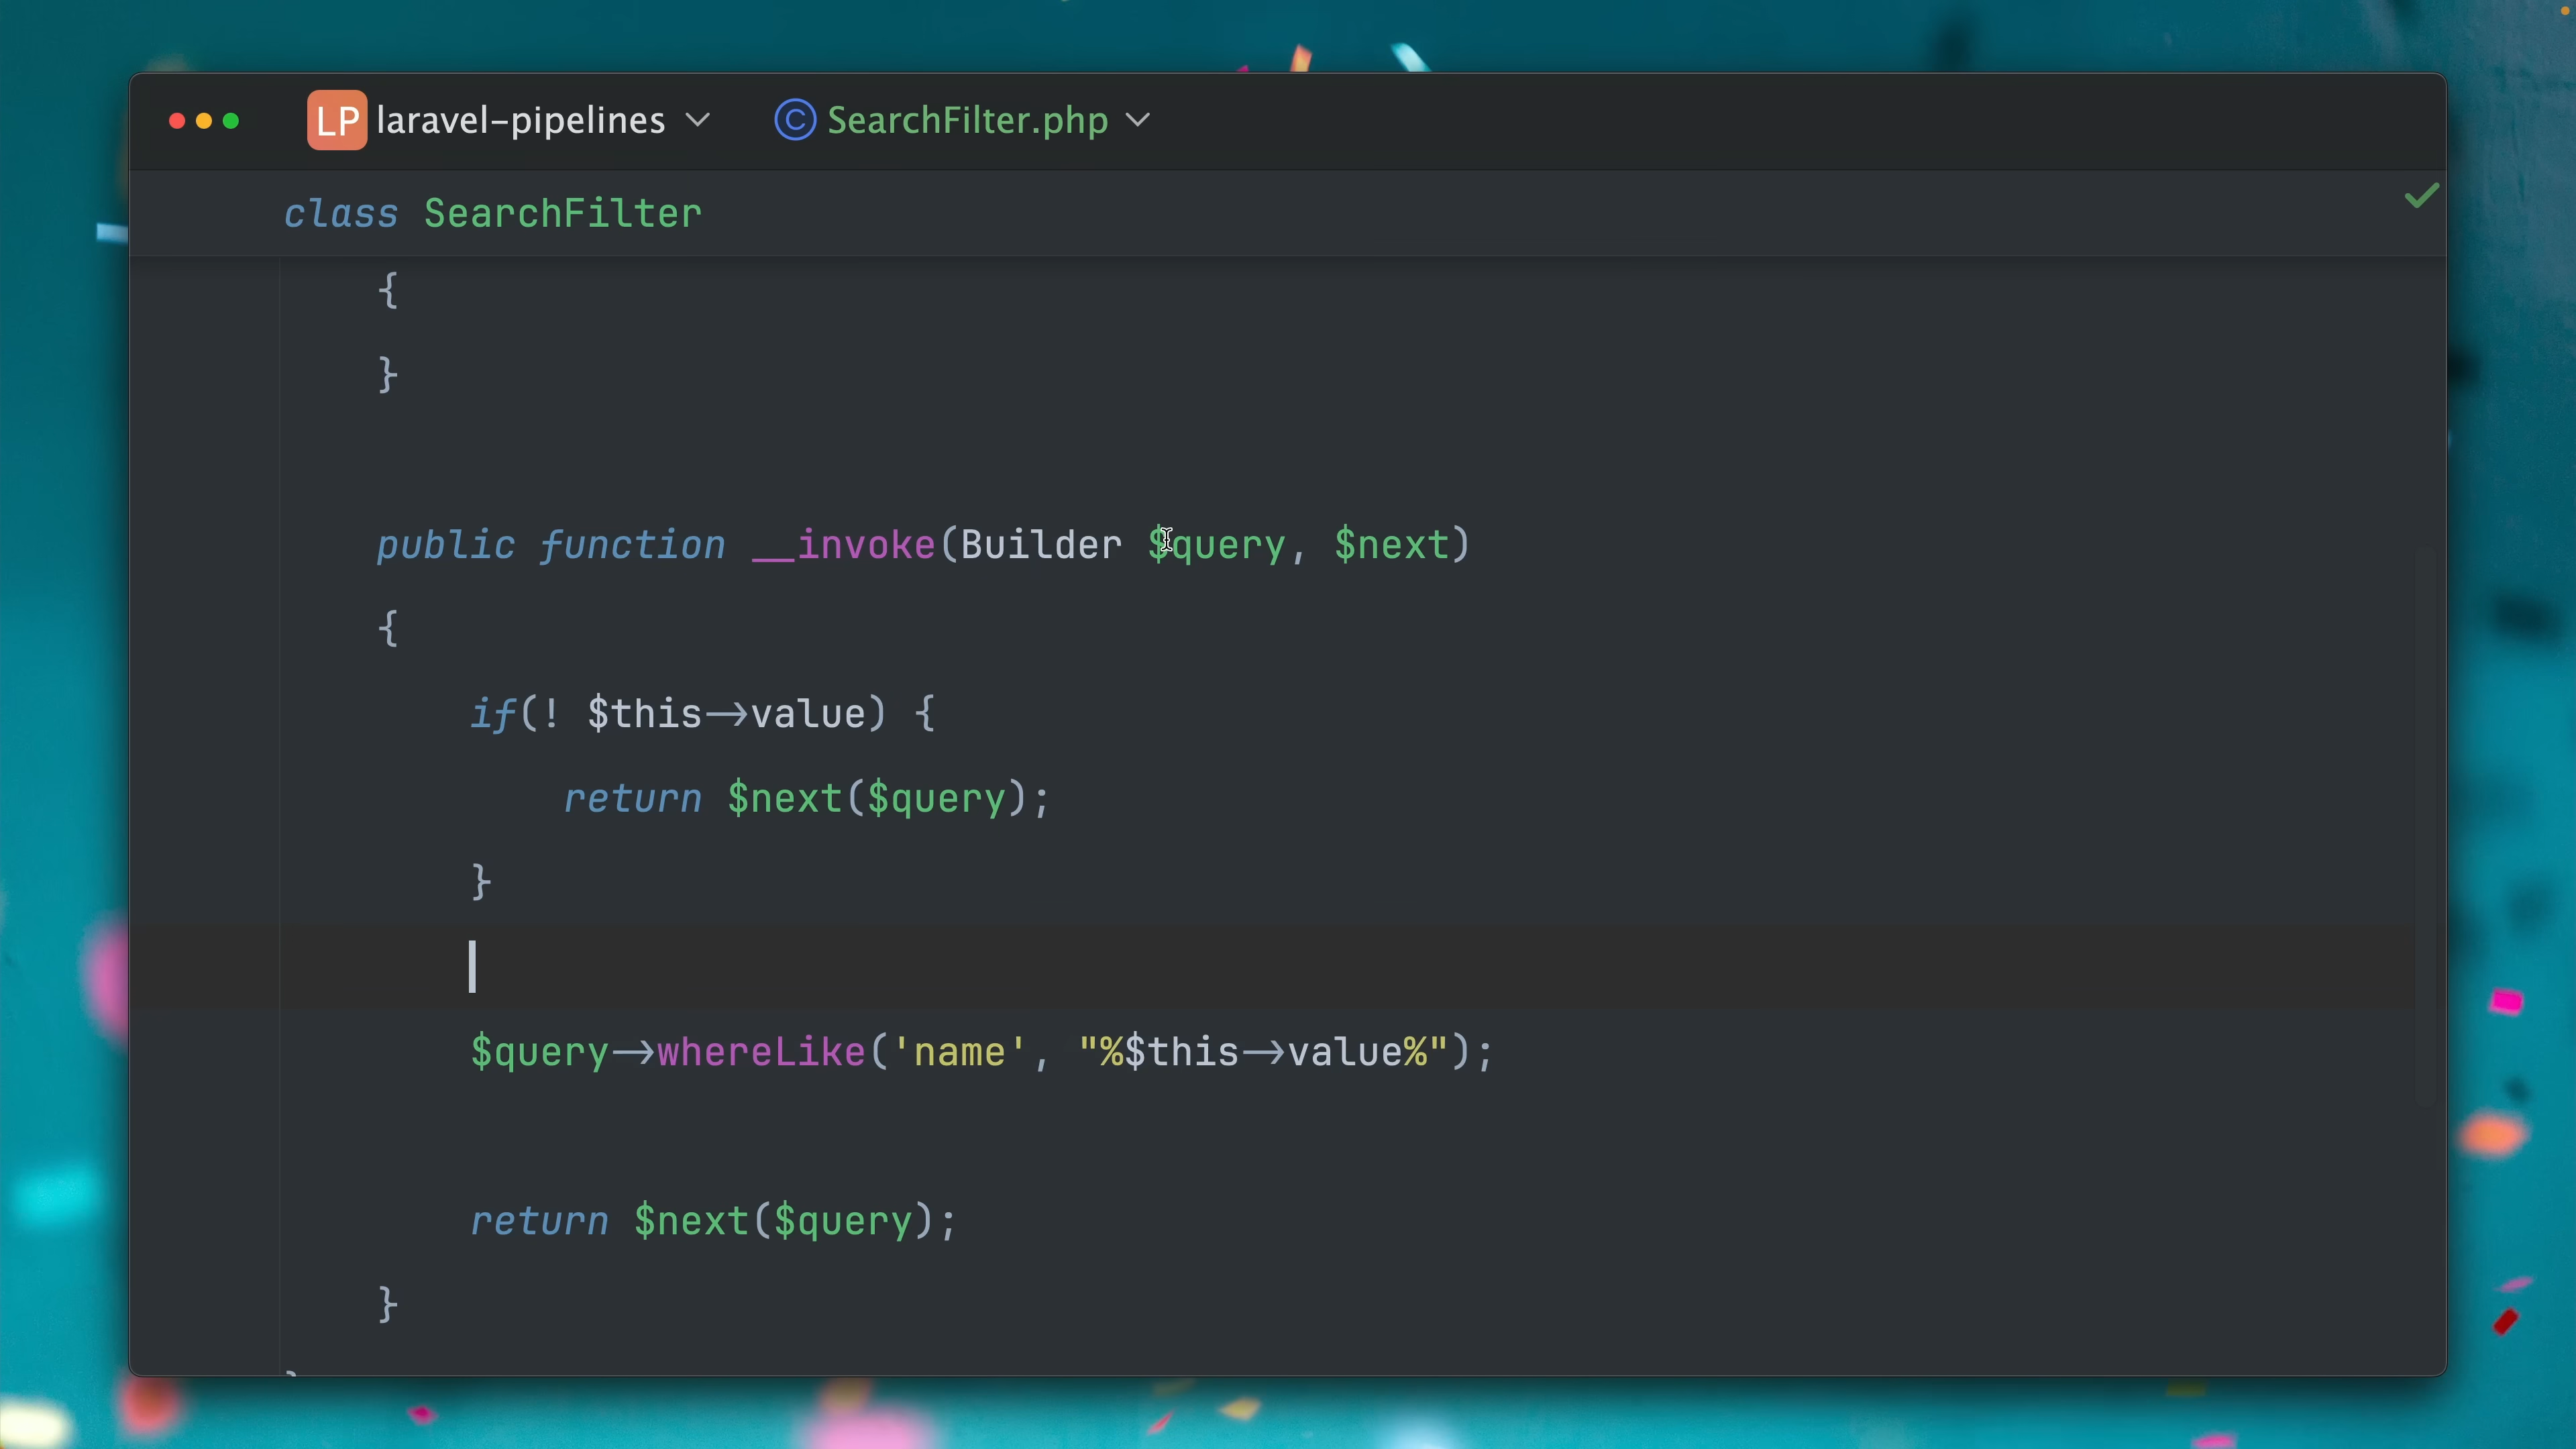 LP laravel-pipelines SearchFilter.php
class SearchFilter
{
}
public function __invoke(Builder $query, $next)
{
if(! $this->value) {
return $next($query);
}
$query->whereLike('name', "%$this->value%");
return $next($query);
}